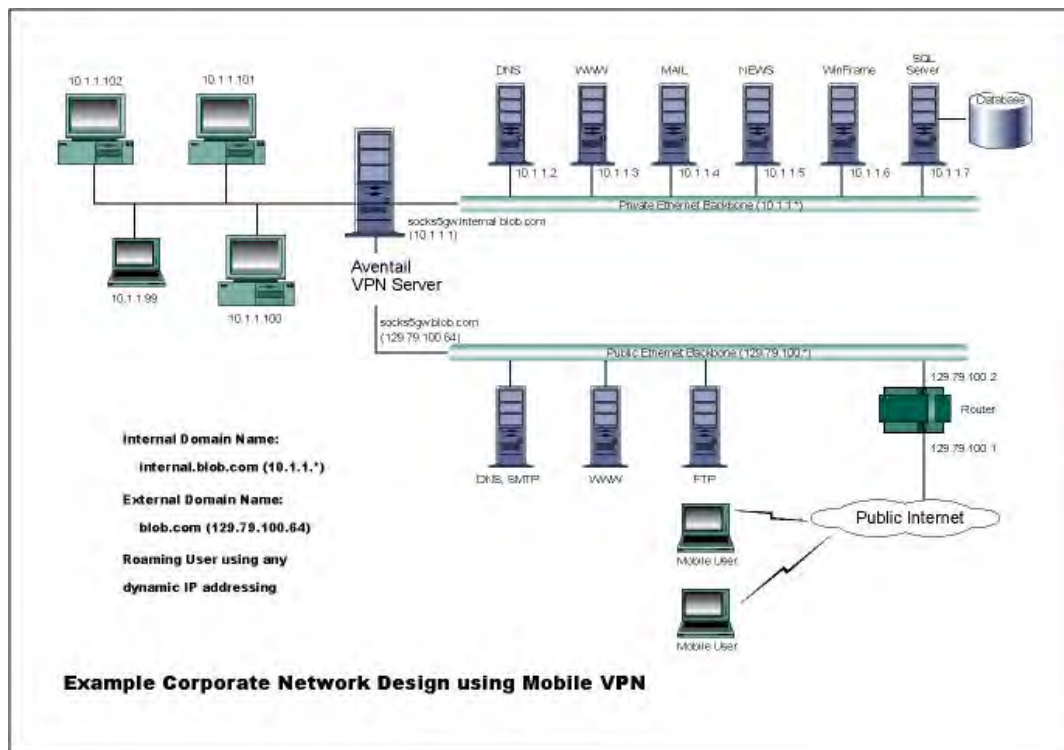 10.1.1.102
10.1.1.101
10.1.1.99
10.1.1.100
DNS
WWW
MAIL
NEWS
WinFrame
SQL
Server
Database
10.1.1.2
10.1.1.3
10.1.1.4
10.1.1.5
10.1.1.6
10.1.1.7
Private Ethernet Backbone (10.1.1.*)
socks5gw.internal.blob.com
(10.1.1.1)
Aventail
VPN Server
socks5gw.blob.com
(129.79.100.64)
Public Ethernet Backbone (129.79.100.*)
DNS, SMTP
WWW
FTP
129.79.100.2
Router
129.79.100.1
Public Internet
Mobile User
Mobile User
Internal Domain Name:
internal.blob.com (10.1.1.*)
External Domain Name:
blob.com (129.79.100.64)
Roaming User using any
dynamic IP addressing
Example Corporate Network Design using Mobile VPN